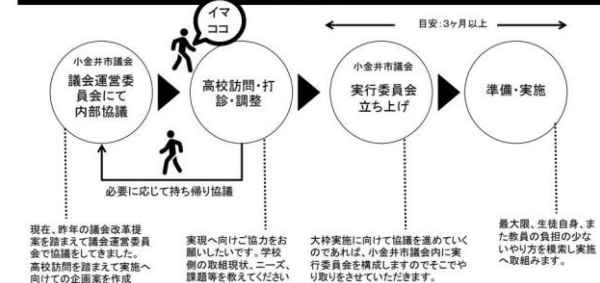 イマ
ココ
目安：3ヶ月以上
小金井市議会
議会運営委
員会にて
内部協議
高校訪問・打
診・調整
小金井市議会
実行委員会
立ち上げ
準備・実施
必要に応じて持ち帰り協議
現在、昨年の議会改革提
案を踏まえて議会運営委員
会で協議をしてきました。
高校訪問を踏まえて実施へ
向けての企画案を作成
実現へ向けご協力をお
願いしたいです。学校
側の取組現状、ニーズ、
課題等を教えてください
大枠実施に向けて協議を進めていく
のであれば、小金井市議会内に実
行委員会を構成しますのでそこでや
り取りをさせていただきます。
最大限、生徒自身、ま
た教員の負担の少な
いやり方を模索し実施
へ取組みます。